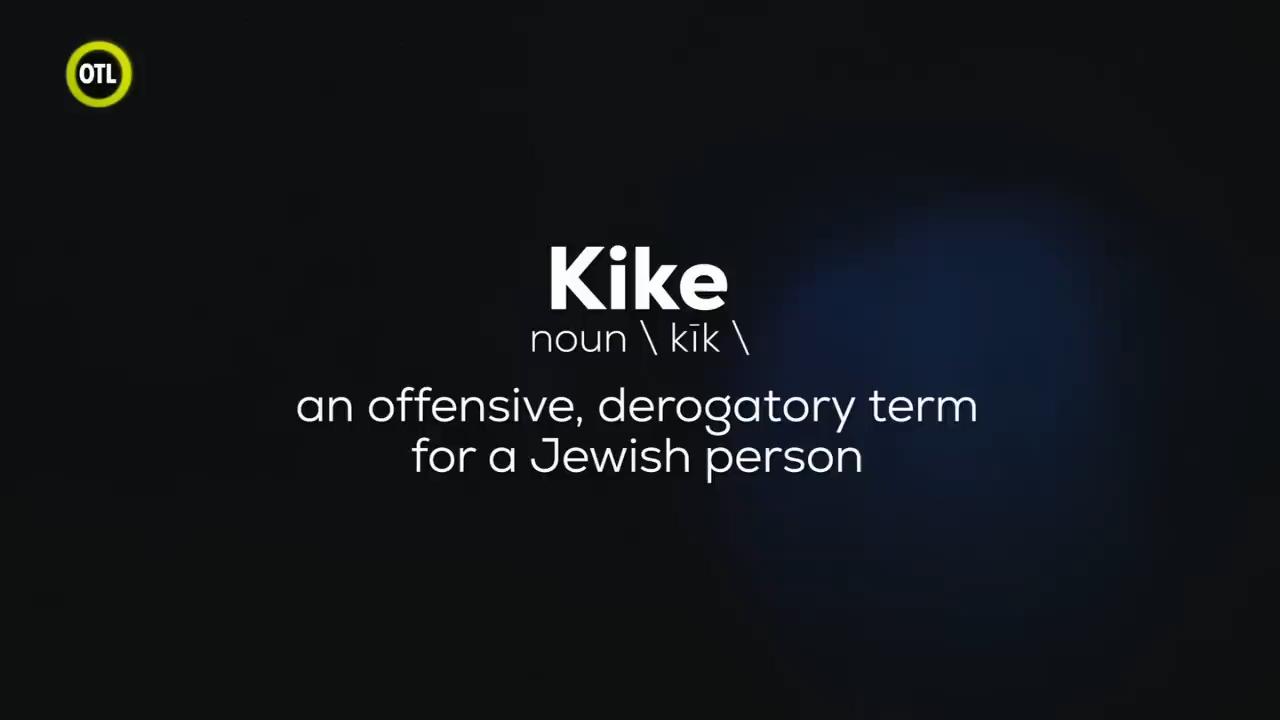 OTL
Kike
noun \ kīk \
an offensive, derogatory term
for a Jewish person